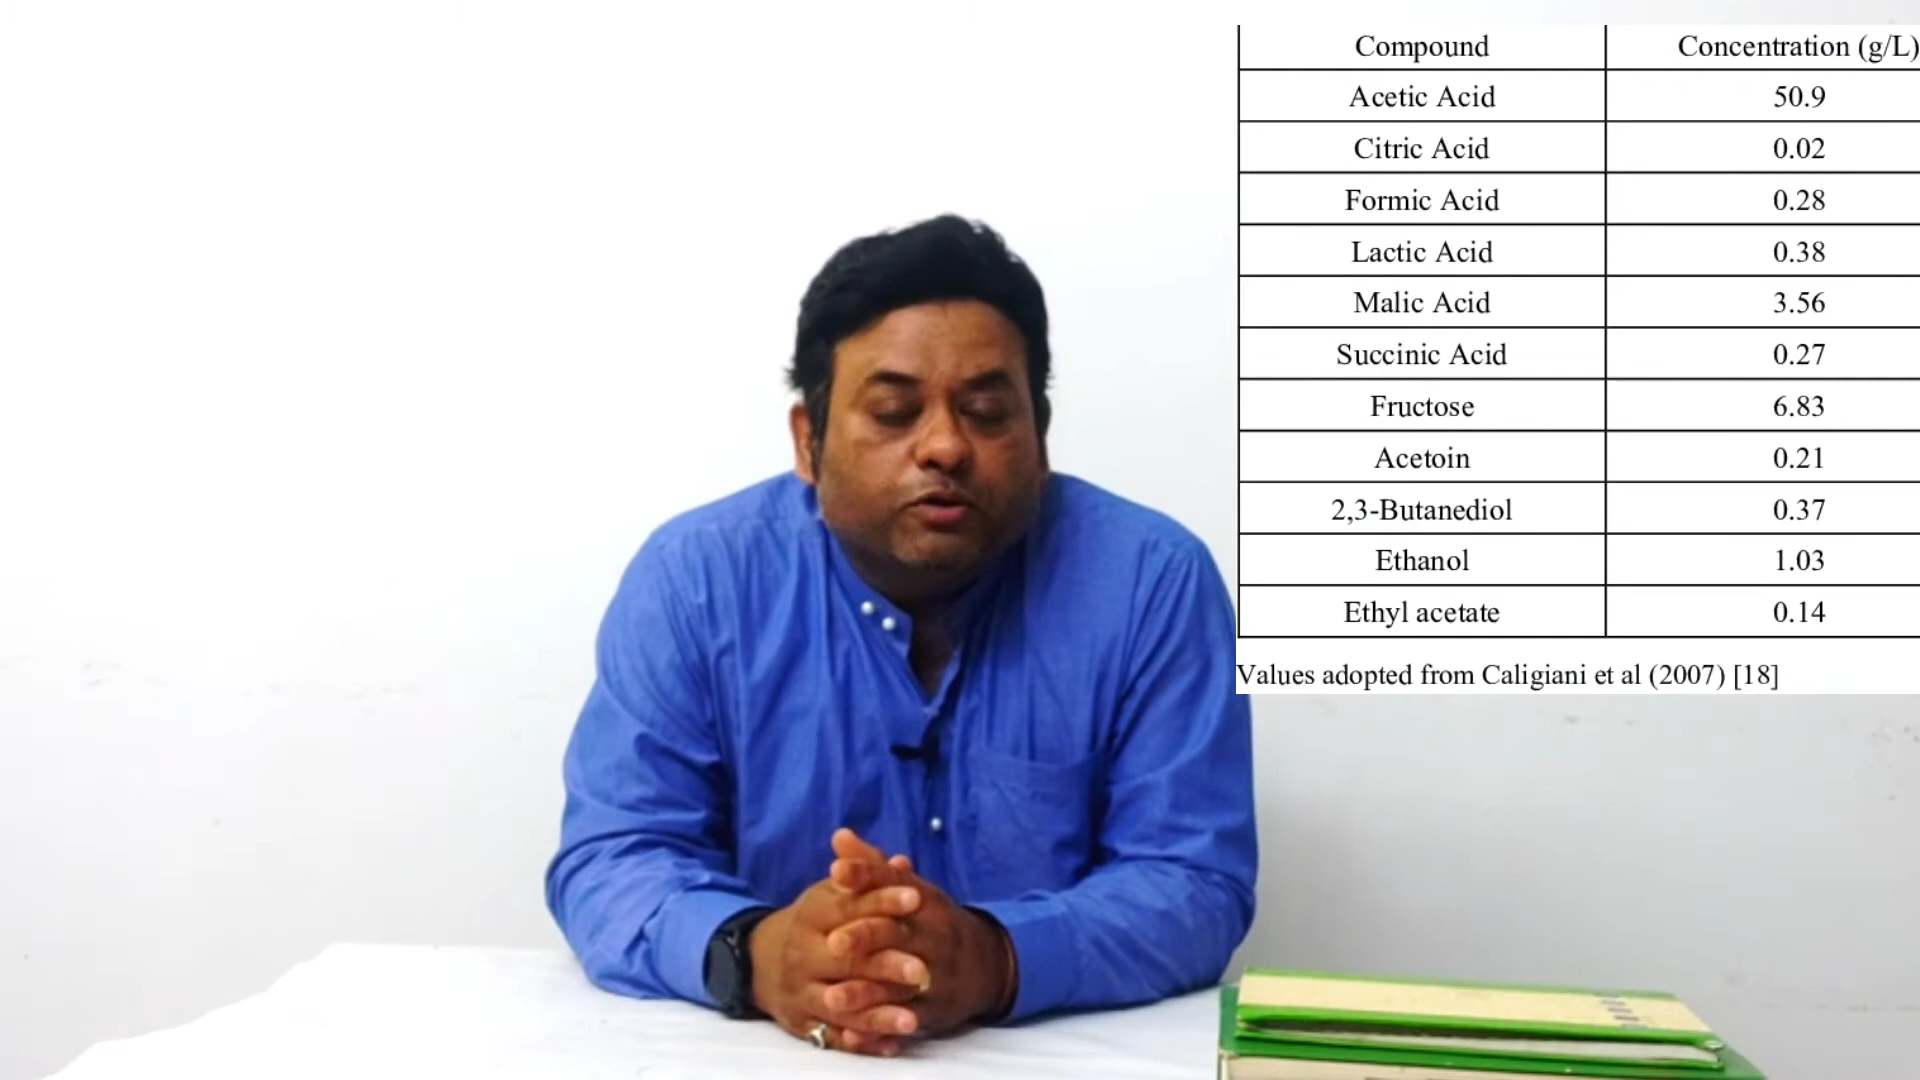 Compound Concentration (g/L)
Acetic Acid 50.9
Citric Acid 0.02
Formic Acid 0.28
Lactic Acid 0.38
Malic Acid 3.56
Succinic Acid 0.27
Fructose 6.83
Acetoin 0.21
2,3-Butanediol 0.37
Ethanol 1.03
Ethyl acetate 0.14
Values adopted from Caligiani et al (2007) [18]